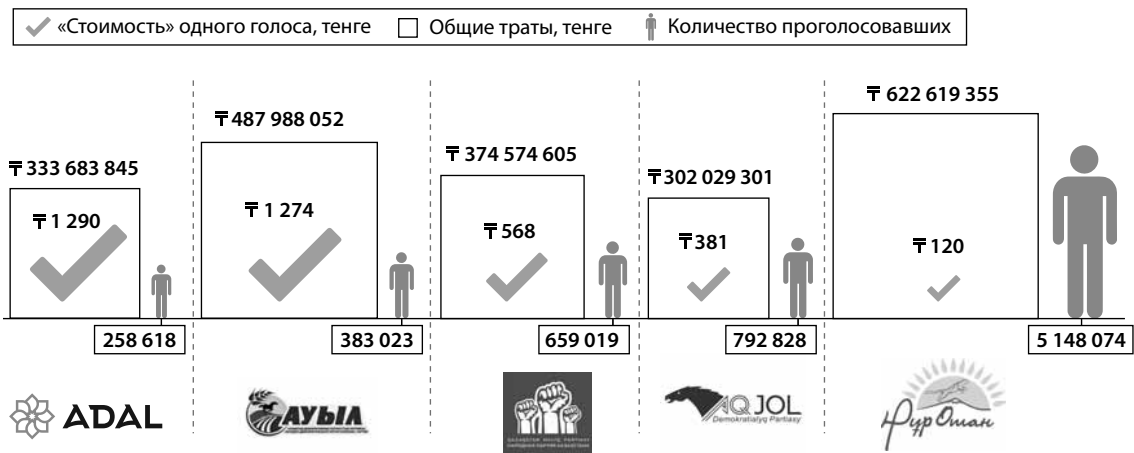 «Стоимость» одного голоса, тенге Общие траты, тенге Количество проголосовавших
₸ 333 683 845
₸ 1 290
258 618
ADAL
₸ 487 988 052
₸ 1 274
383 023
АУЫЛ
₸ 374 574 605
₸ 568
659 019
₸ 302 029 301
₸ 381
792 828
AQ JOL
Demokratialyq Partiasy
₸ 622 619 355
₸ 120
5 148 074
Нұр Отан